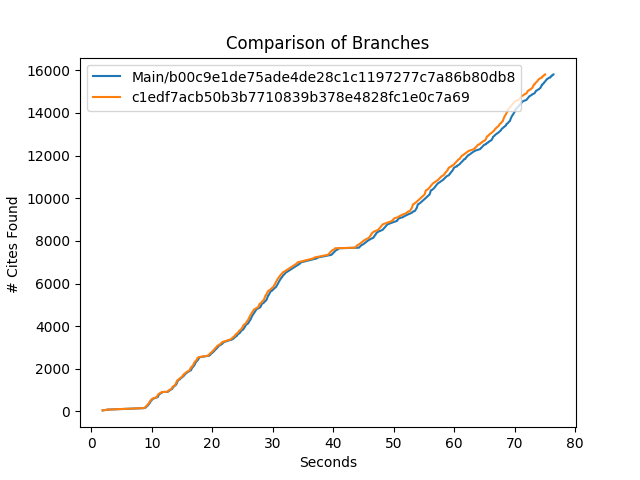 Comparison of Branches
Main/b00c9e1de75ade4de28c1c1197277c7a86b80db8
c1edf7acb50b3b7710839b378e4828fc1e0c7a69
16000
14000
12000
10000
8000
6000
4000
2000
0
# Cites Found
0 10 20 30 40 50 60 70 80
Seconds